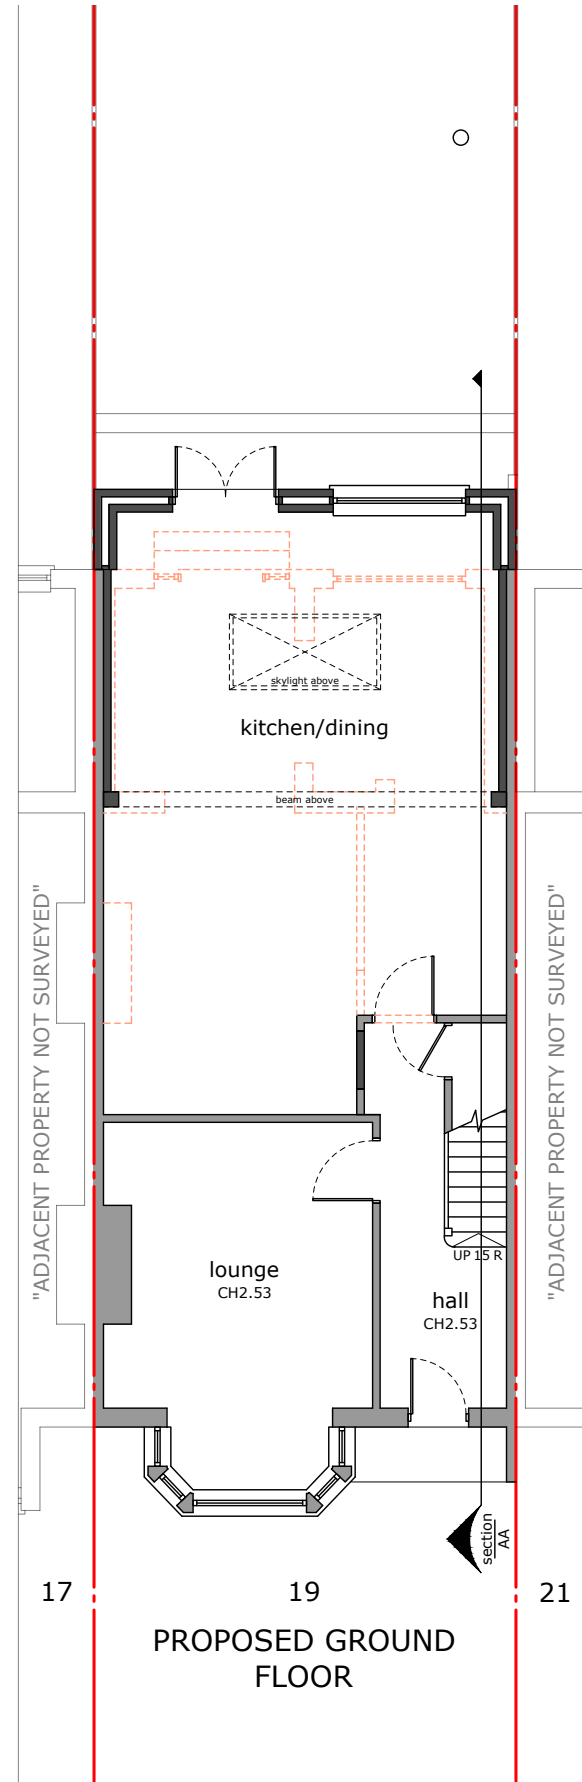 skylight above
kitchen/dining
beam above
"ADJACENT PROPERTY NOT SURVEYED"
"ADJACENT PROPERTY NOT SURVEYED"
UP 15 R
lounge
CH2.53
hall
CH2.53
section
AA
17
19
21
PROPOSED GROUND
FLOOR